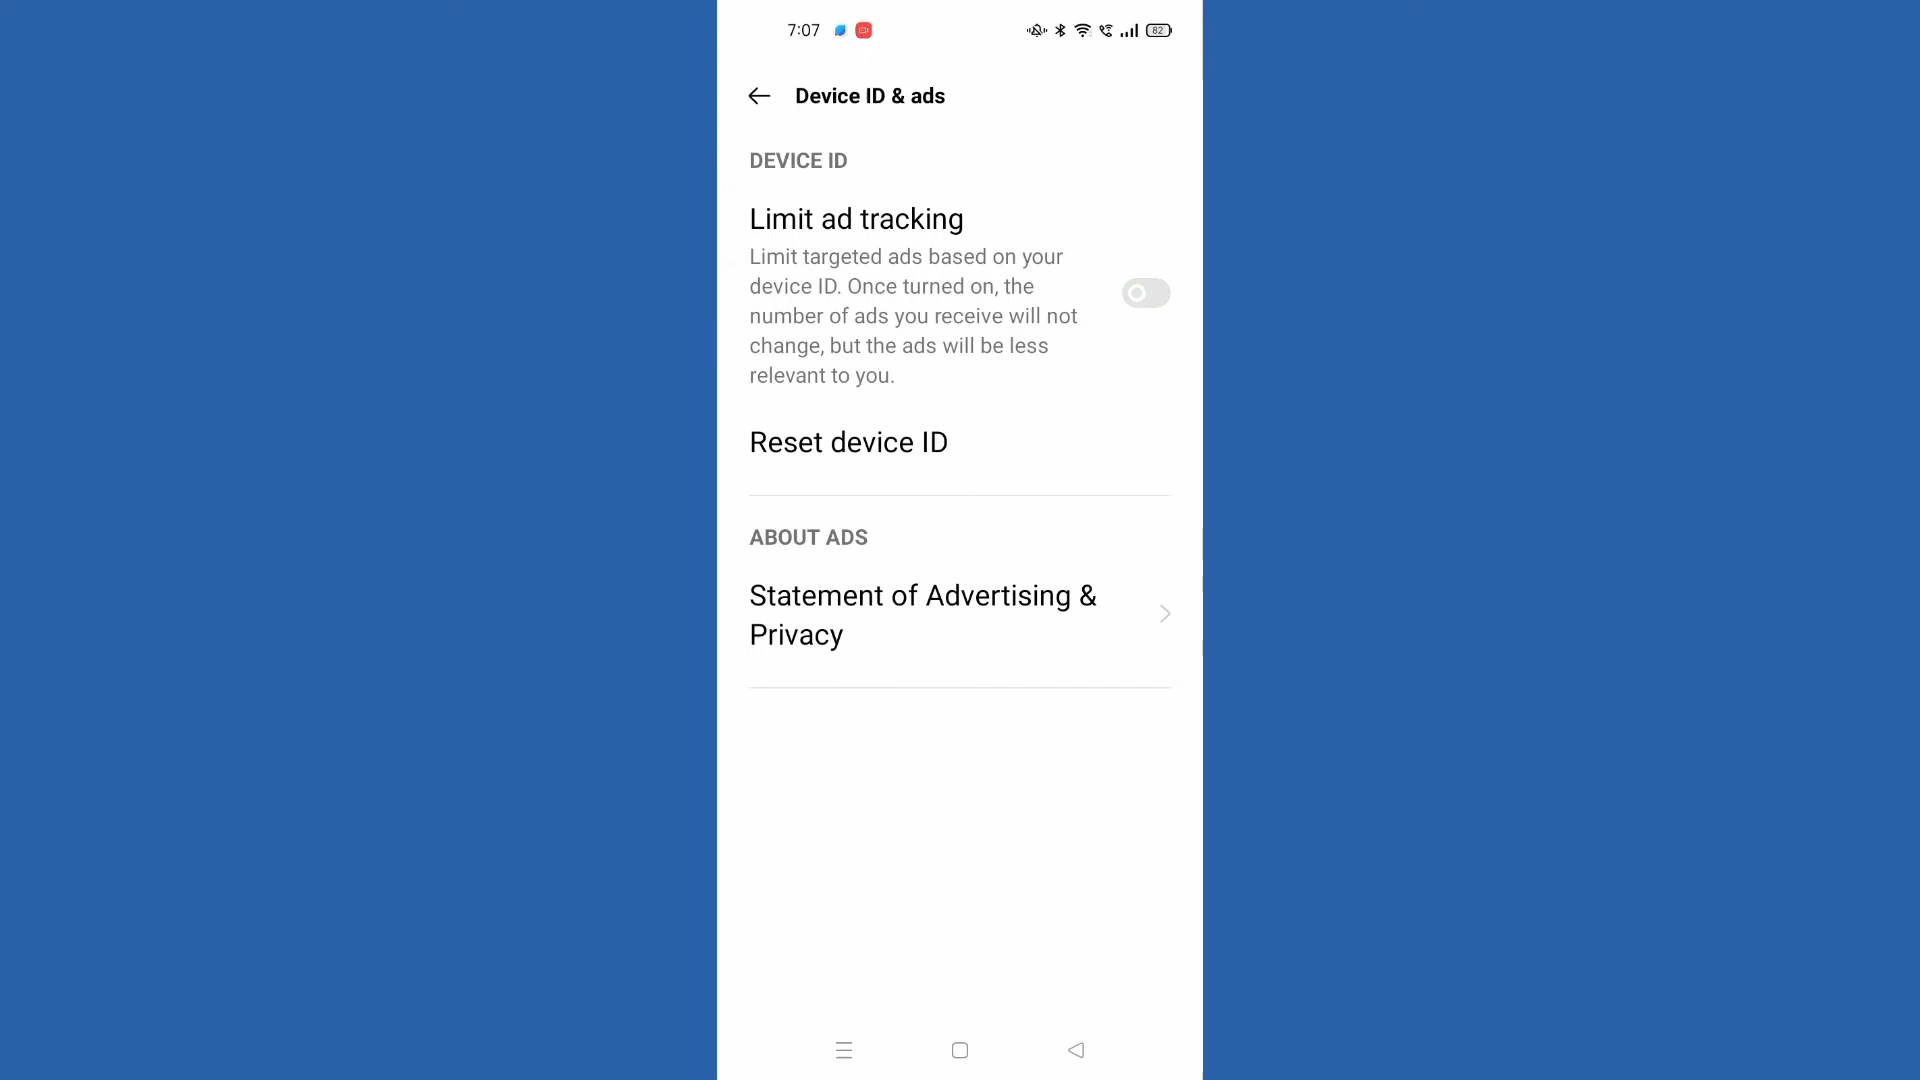 7:07
82
Device ID & ads
DEVICE ID
Limit ad tracking
Limit targeted ads based on your
device ID. Once turned on, the
number of ads you receive will not
change, but the ads will be less
relevant to you.
Reset device ID
ABOUT ADS
Statement of Advertising &
Privacy